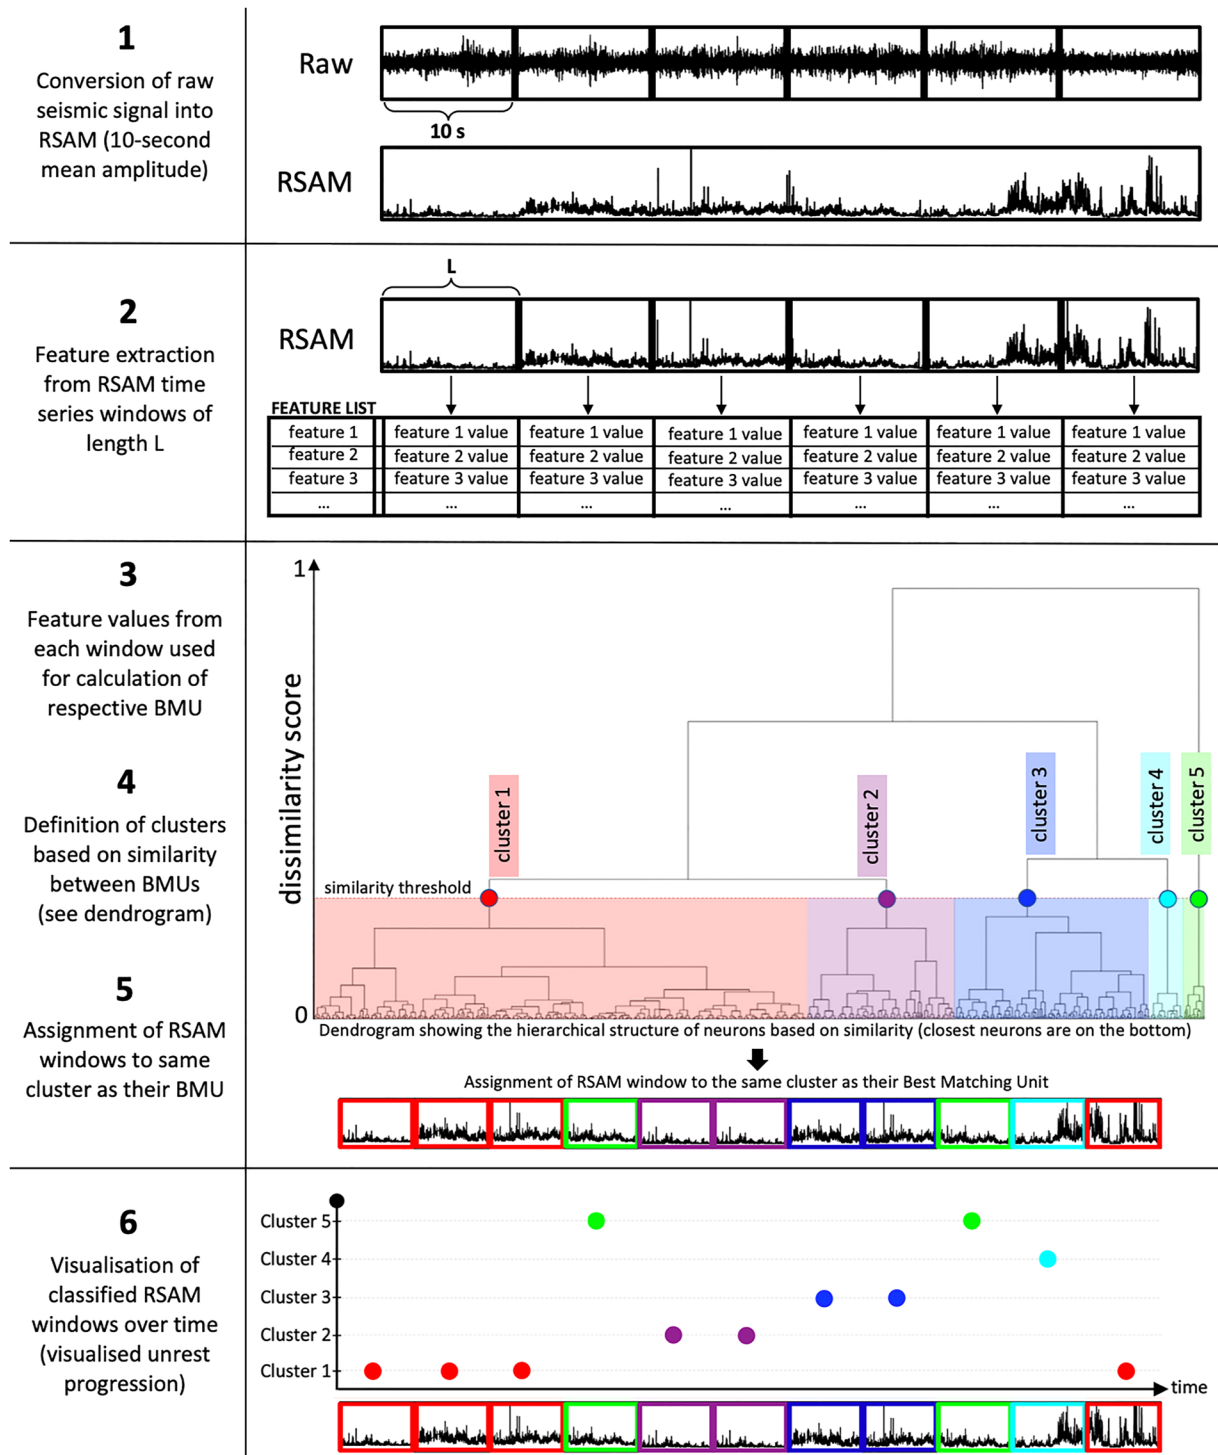 1
Conversion of raw
seismic signal into
RSAM (10-second
mean amplitude)
Raw
10 s
RSAM
2
Feature extraction
from RSAM time
series windows of
length L
L
RSAM
FEATURE LIST
feature 1 feature 1 value feature 1 value feature 1 value feature 1 value feature 1 value feature 1 value
feature 2 feature 2 value feature 2 value feature 2 value feature 2 value feature 2 value feature 2 value
feature 3 feature 3 value feature 3 value feature 3 value feature 3 value feature 3 value feature 3 value
... ... ... ... ... ... ...
3
Feature values from
each window used
for calculation of
respective BMU
4
Definition of clusters
based on similarity
between BMUs
(see dendrogram)
5
Assignment of RSAM
windows to same
cluster as their BMU
1
dissimilarity score
0
cluster 1
cluster 2
cluster 3
cluster 4
cluster 5
similarity threshold
Dendrogram showing the hierarchical structure of neurons based on similarity (closest neurons are on the bottom)
Assignment of RSAM window to the same cluster as their Best Matching Unit
6
Visualisation of
classified RSAM
windows over time
(visualised unrest
progression)
Cluster 5
Cluster 4
Cluster 3
Cluster 2
Cluster 1
time